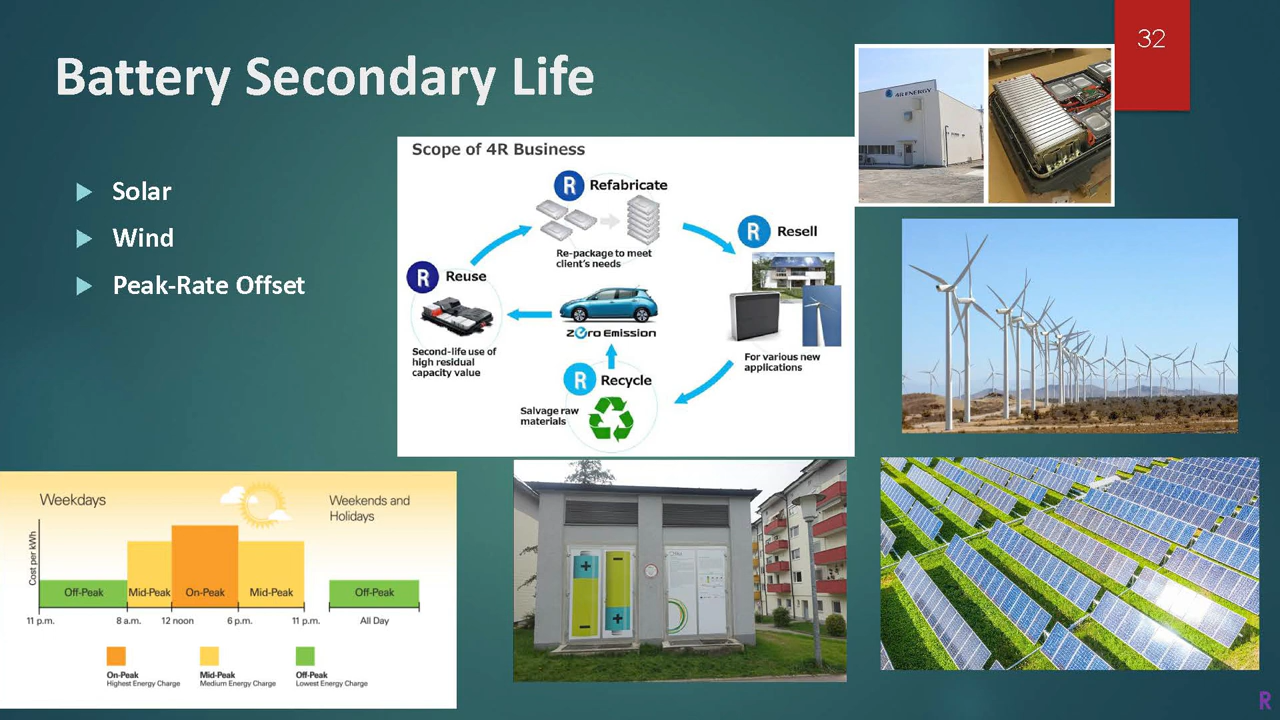 32
Battery Secondary Life
Solar
Wind
Peak-Rate Offset
4R ENERGY
Scope of 4R Business
R Refabricate
Re-package to meet
client's needs
R Resell
For various new
applications
R Reuse
Second-life use of
high residual
capacity value
Zero Emission
R Recycle
Salvage raw
materials
Weekdays
Weekends and
Holidays
Cost per kWh
Off-Peak
Mid-Peak
On-Peak
Mid-Peak
Off-Peak
11 p.m.
8 a.m.
12 noon
6 p.m.
11 p.m.
All Day
On-Peak
Highest Energy Charge
Mid-Peak
Medium Energy Charge
Off-Peak
Lowest Energy Charge
R